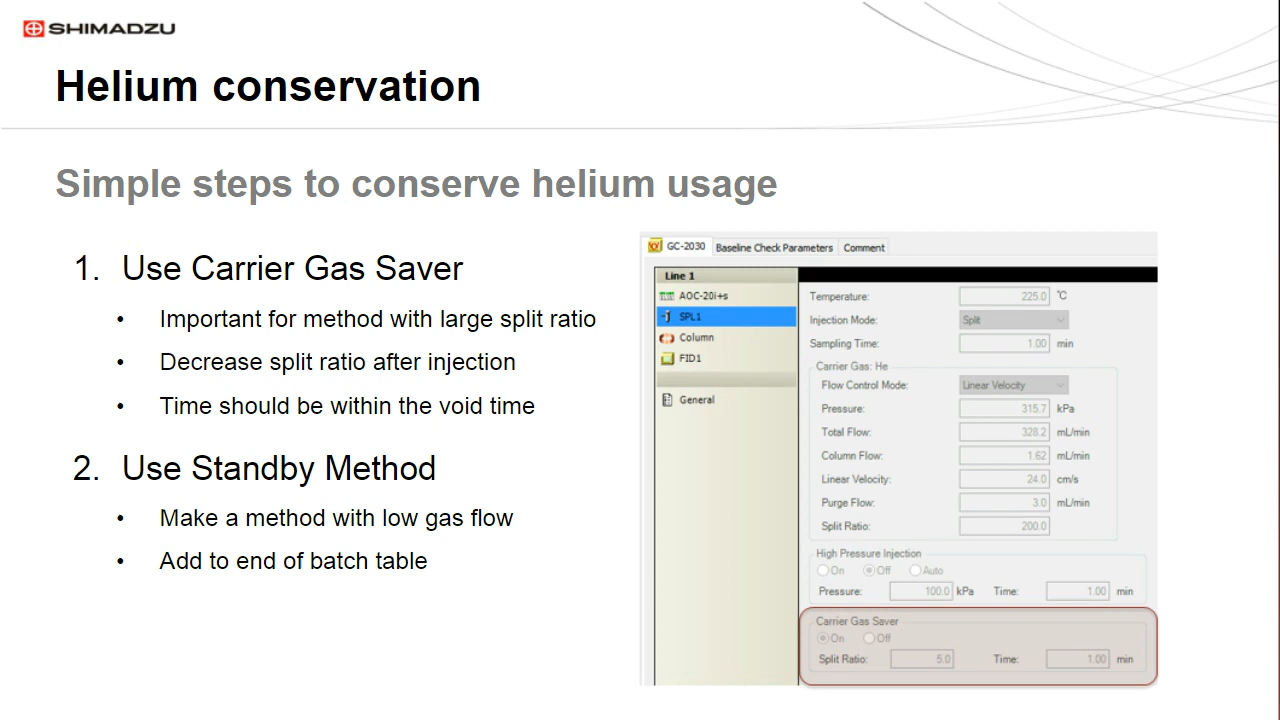 SHIMADZU
Helium conservation
Simple steps to conserve helium usage
1. Use Carrier Gas Saver
• Important for method with large split ratio
• Decrease split ratio after injection
• Time should be within the void time
2. Use Standby Method
• Make a method with low gas flow
• Add to end of batch table
GC-2030 Baseline Check Parameters Comment
Line 1
AOC-20i+s
SPL1
Column
FID1
General
Temperature: 225.0 °C
Injection Mode: Split
Sampling Time: 1.00 min
Carrier Gas: He
Flow Control Mode: Linear Velocity
Pressure: 315.7 kPa
Total Flow: 328.2 mL/min
Column Flow: 1.62 mL/min
Linear Velocity: 24.0 cm/s
Purge Flow: 3.0 mL/min
Split Ratio: 200.0
High Pressure Injection
On Off Auto
Pressure: 100.0 kPa Time: 1.00 min
Carrier Gas Saver
On Off
Split Ratio: 5.0 Time: 1.00 min